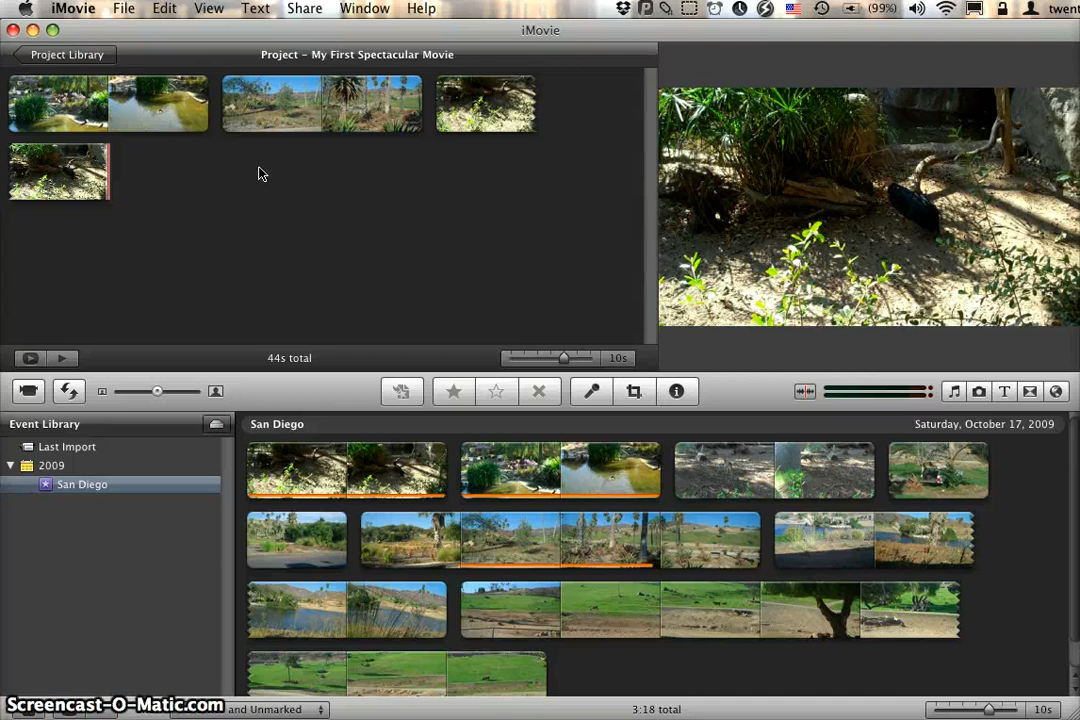 iMovie File Edit View Text Share Window Help (99%) twent
iMovie
Project Library
Project – My First Spectacular Movie
44s total
10s
Event Library
San Diego
Saturday, October 17, 2009
Last Import
2009
San Diego
and Unmarked
3:18 total
10s
Screencast-O-Matic.com